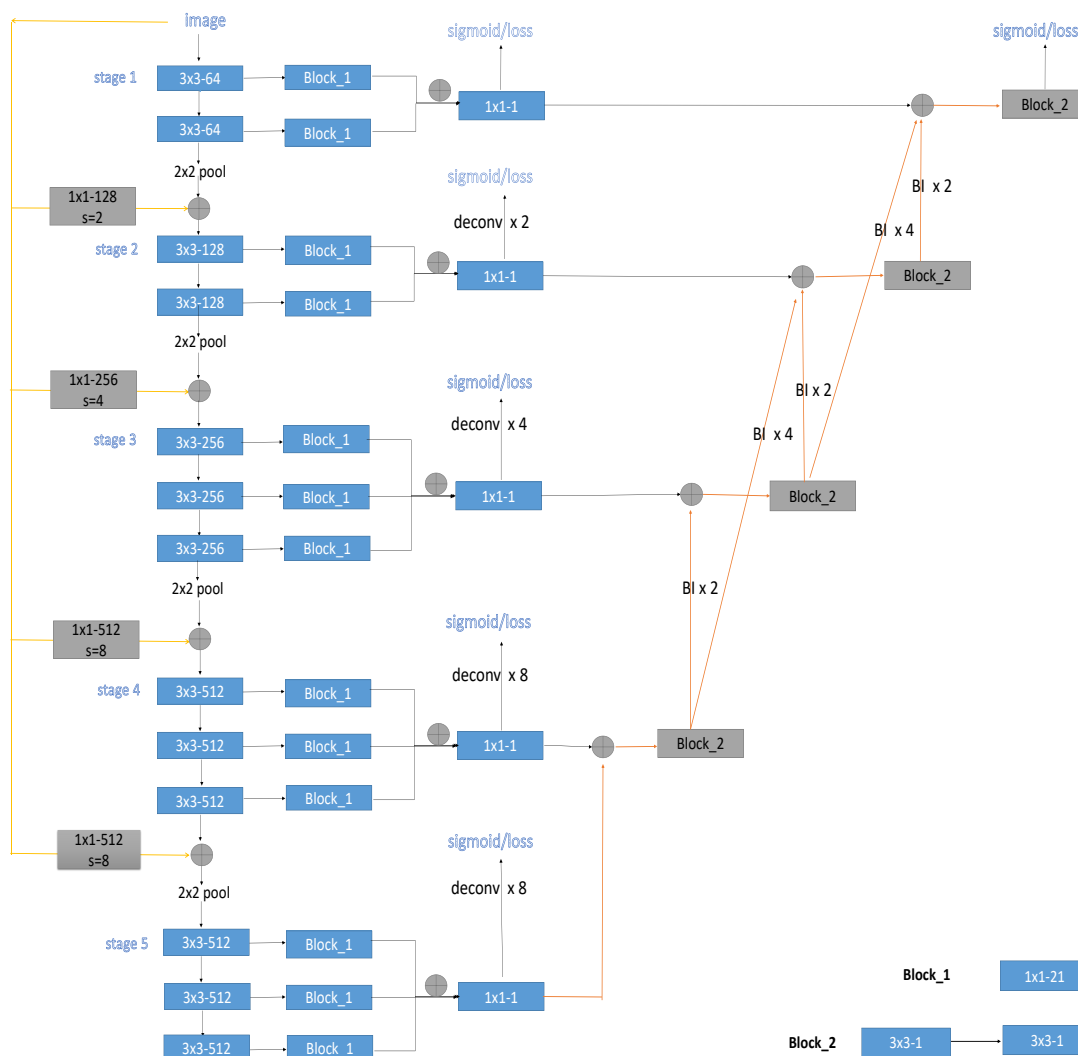 image
sigmoid/loss
sigmoid/loss
stage 1
3x3-64
Block_1
1x1-1
Block_2
3x3-64
Block_1
2x2 pool
sigmoid/loss
1x1-128
s=2
deconv x 2
BI x 2
BI x 4
stage 2
3x3-128
Block_1
1x1-1
Block_2
3x3-128
Block_1
2x2 pool
sigmoid/loss
1x1-256
s=4
deconv x 4
BI x 2
BI x 4
stage 3
3x3-256
Block_1
3x3-256
Block_1
1x1-1
Block_2
3x3-256
Block_1
2x2 pool
BI x 2
sigmoid/loss
1x1-512
s=8
deconv x 8
stage 4
3x3-512
Block_1
3x3-512
Block_1
1x1-1
Block_2
3x3-512
Block_1
sigmoid/loss
1x1-512
s=8
2x2 pool
deconv x 8
stage 5
3x3-512
Block_1
3x3-512
Block_1
1x1-1
3x3-512
Block_1
Block_1
1x1-21
Block_2
3x3-1
3x3-1